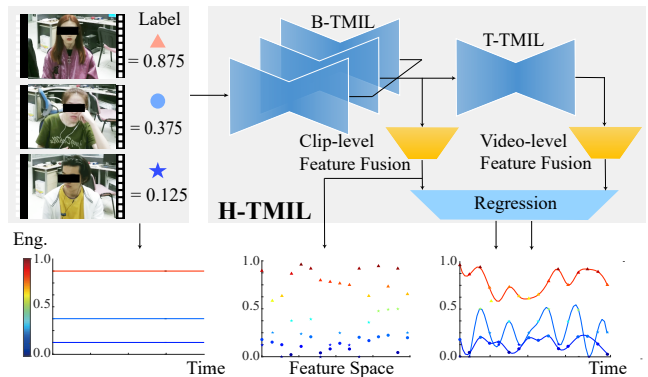 Label
= 0.875
= 0.375
= 0.125
B-TMIL
T-TMIL
Clip-level
Feature Fusion
Video-level
Feature Fusion
H-TMIL
Regression
Eng.
1.0
0.5
0.0
Time
1.0
0.5
0.0
Feature Space
1.0
0.5
0.0
Time